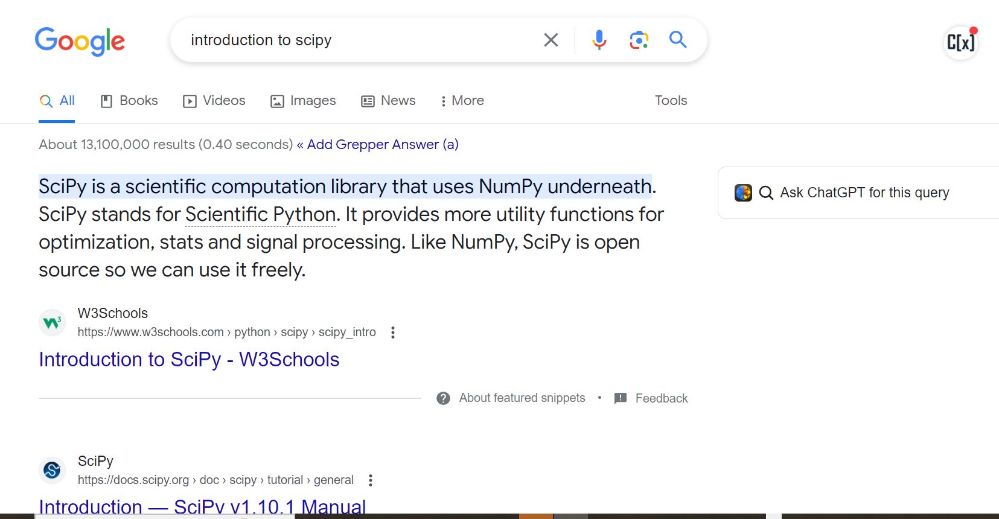 Google
introduction to scipy
C[x]
All
Books
Videos
Images
News
More
Tools
About 13,100,000 results (0.40 seconds) « Add Grepper Answer (a)
SciPy is a scientific computation library that uses NumPy underneath.
SciPy stands for Scientific Python. It provides more utility functions for
optimization, stats and signal processing. Like NumPy, SciPy is open
source so we can use it freely.
Ask ChatGPT for this query
W3
W3Schools
https://www.w3schools.com › python › scipy › scipy_intro
Introduction to SciPy - W3Schools
About featured snippets • Feedback
SciPy
https://docs.scipy.org › doc › scipy › tutorial › general
Introduction — SciPy v1.10.1 Manual